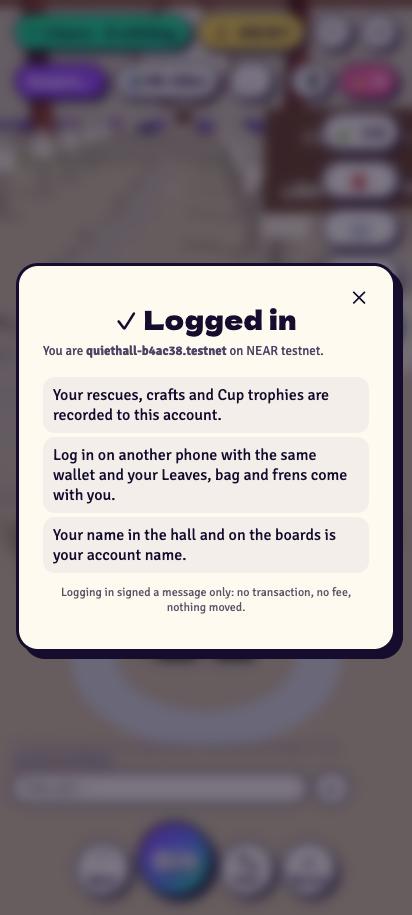 ✓ Logged in
You are quiethall-b4ac38.testnet on NEAR testnet.
Your rescues, crafts and Cup trophies are
recorded to this account.
Log in on another phone with the same
wallet and your Leaves, bag and frens come
with you.
Your name in the hall and on the boards is
your account name.
Logging in signed a message only: no transaction, no fee,
nothing moved.